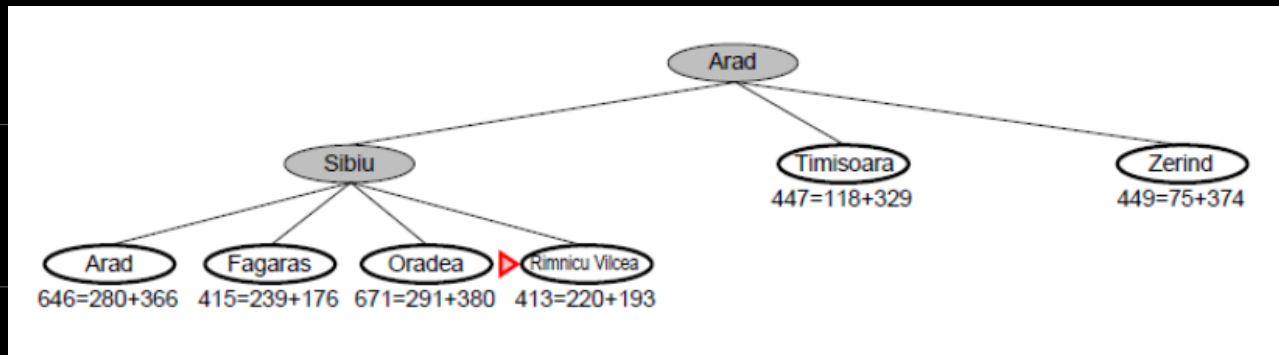 Arad
Sibiu Timisoara Zerind
447=118+329 449=75+374
Arad Fagaras Oradea Rimnicu Vilcea
646=280+366 415=239+176 671=291+380 413=220+193